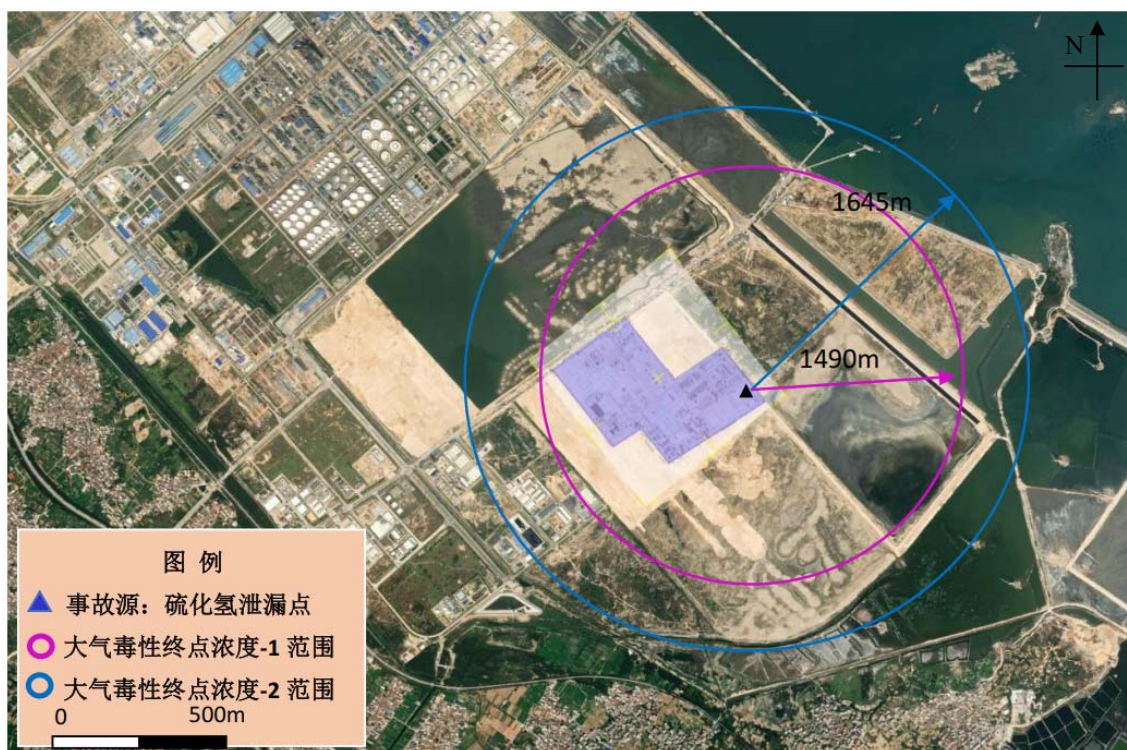 N
1645m
1490m
图 例
事故源：硫化氢泄漏点
大气毒性终点浓度-1 范围
大气毒性终点浓度-2 范围
0 500m